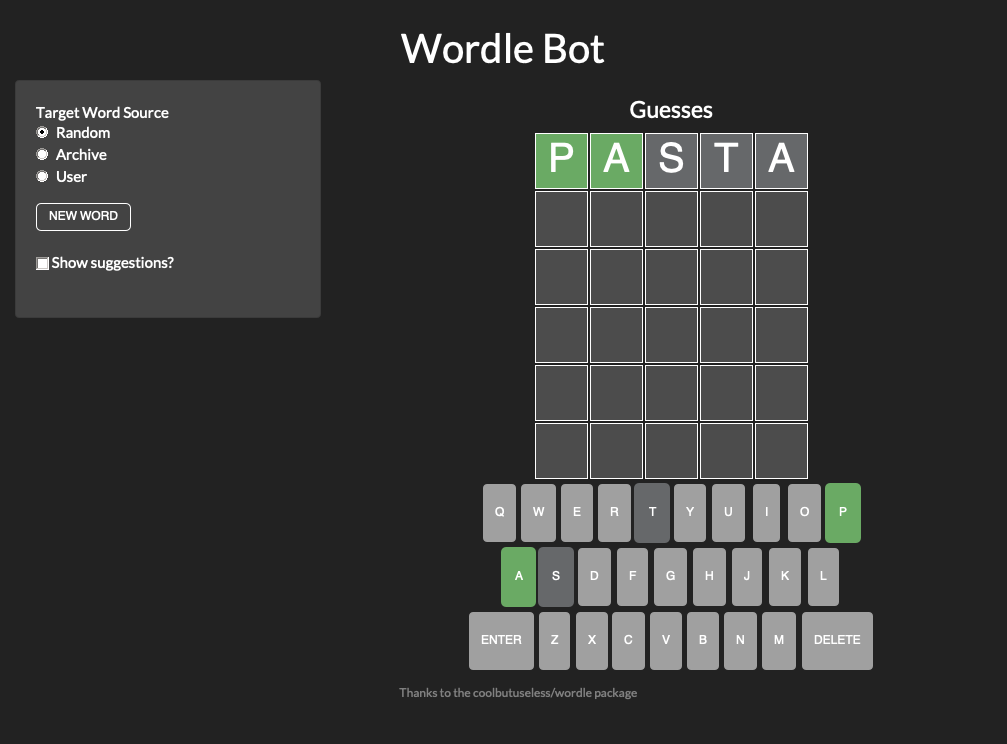 Wordle Bot
Target Word Source
Random
Archive
User
NEW WORD
Show suggestions?
Guesses
P A S T A
Q W E R T Y U I O P
A S D F G H J K L
ENTER Z X C V B N M DELETE
Thanks to the coolbutuseless/wordle package